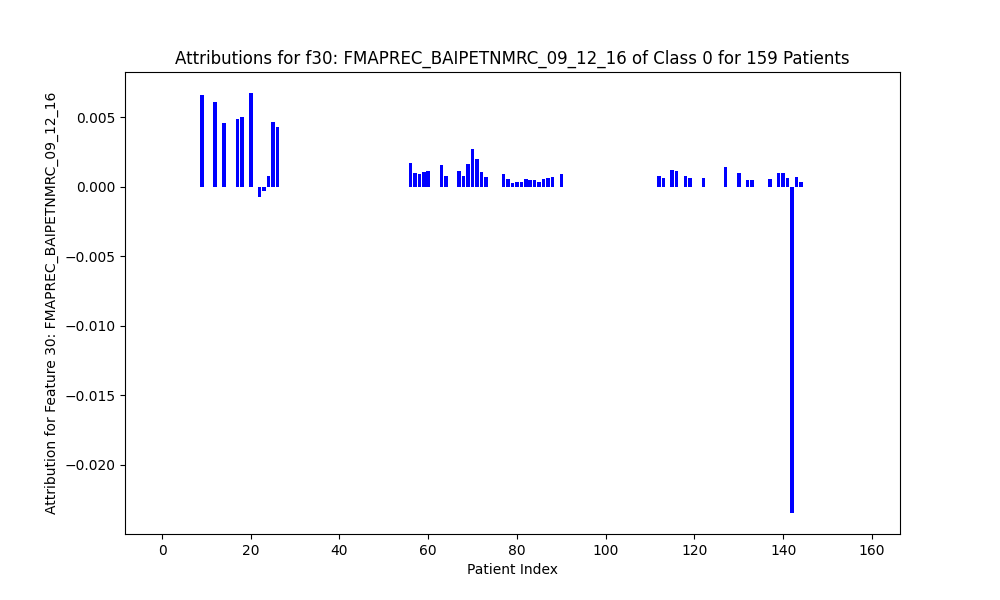 Attributions for f30: FMAPREC_BAIPETNMRC_09_12_16 of Class 0 for 159 Patients
Attribution for Feature 30: FMAPREC_BAIPETNMRC_09_12_16
0.005
0.000
−0.005
−0.010
−0.015
−0.020
0 20 40 60 80 100 120 140 160
Patient Index